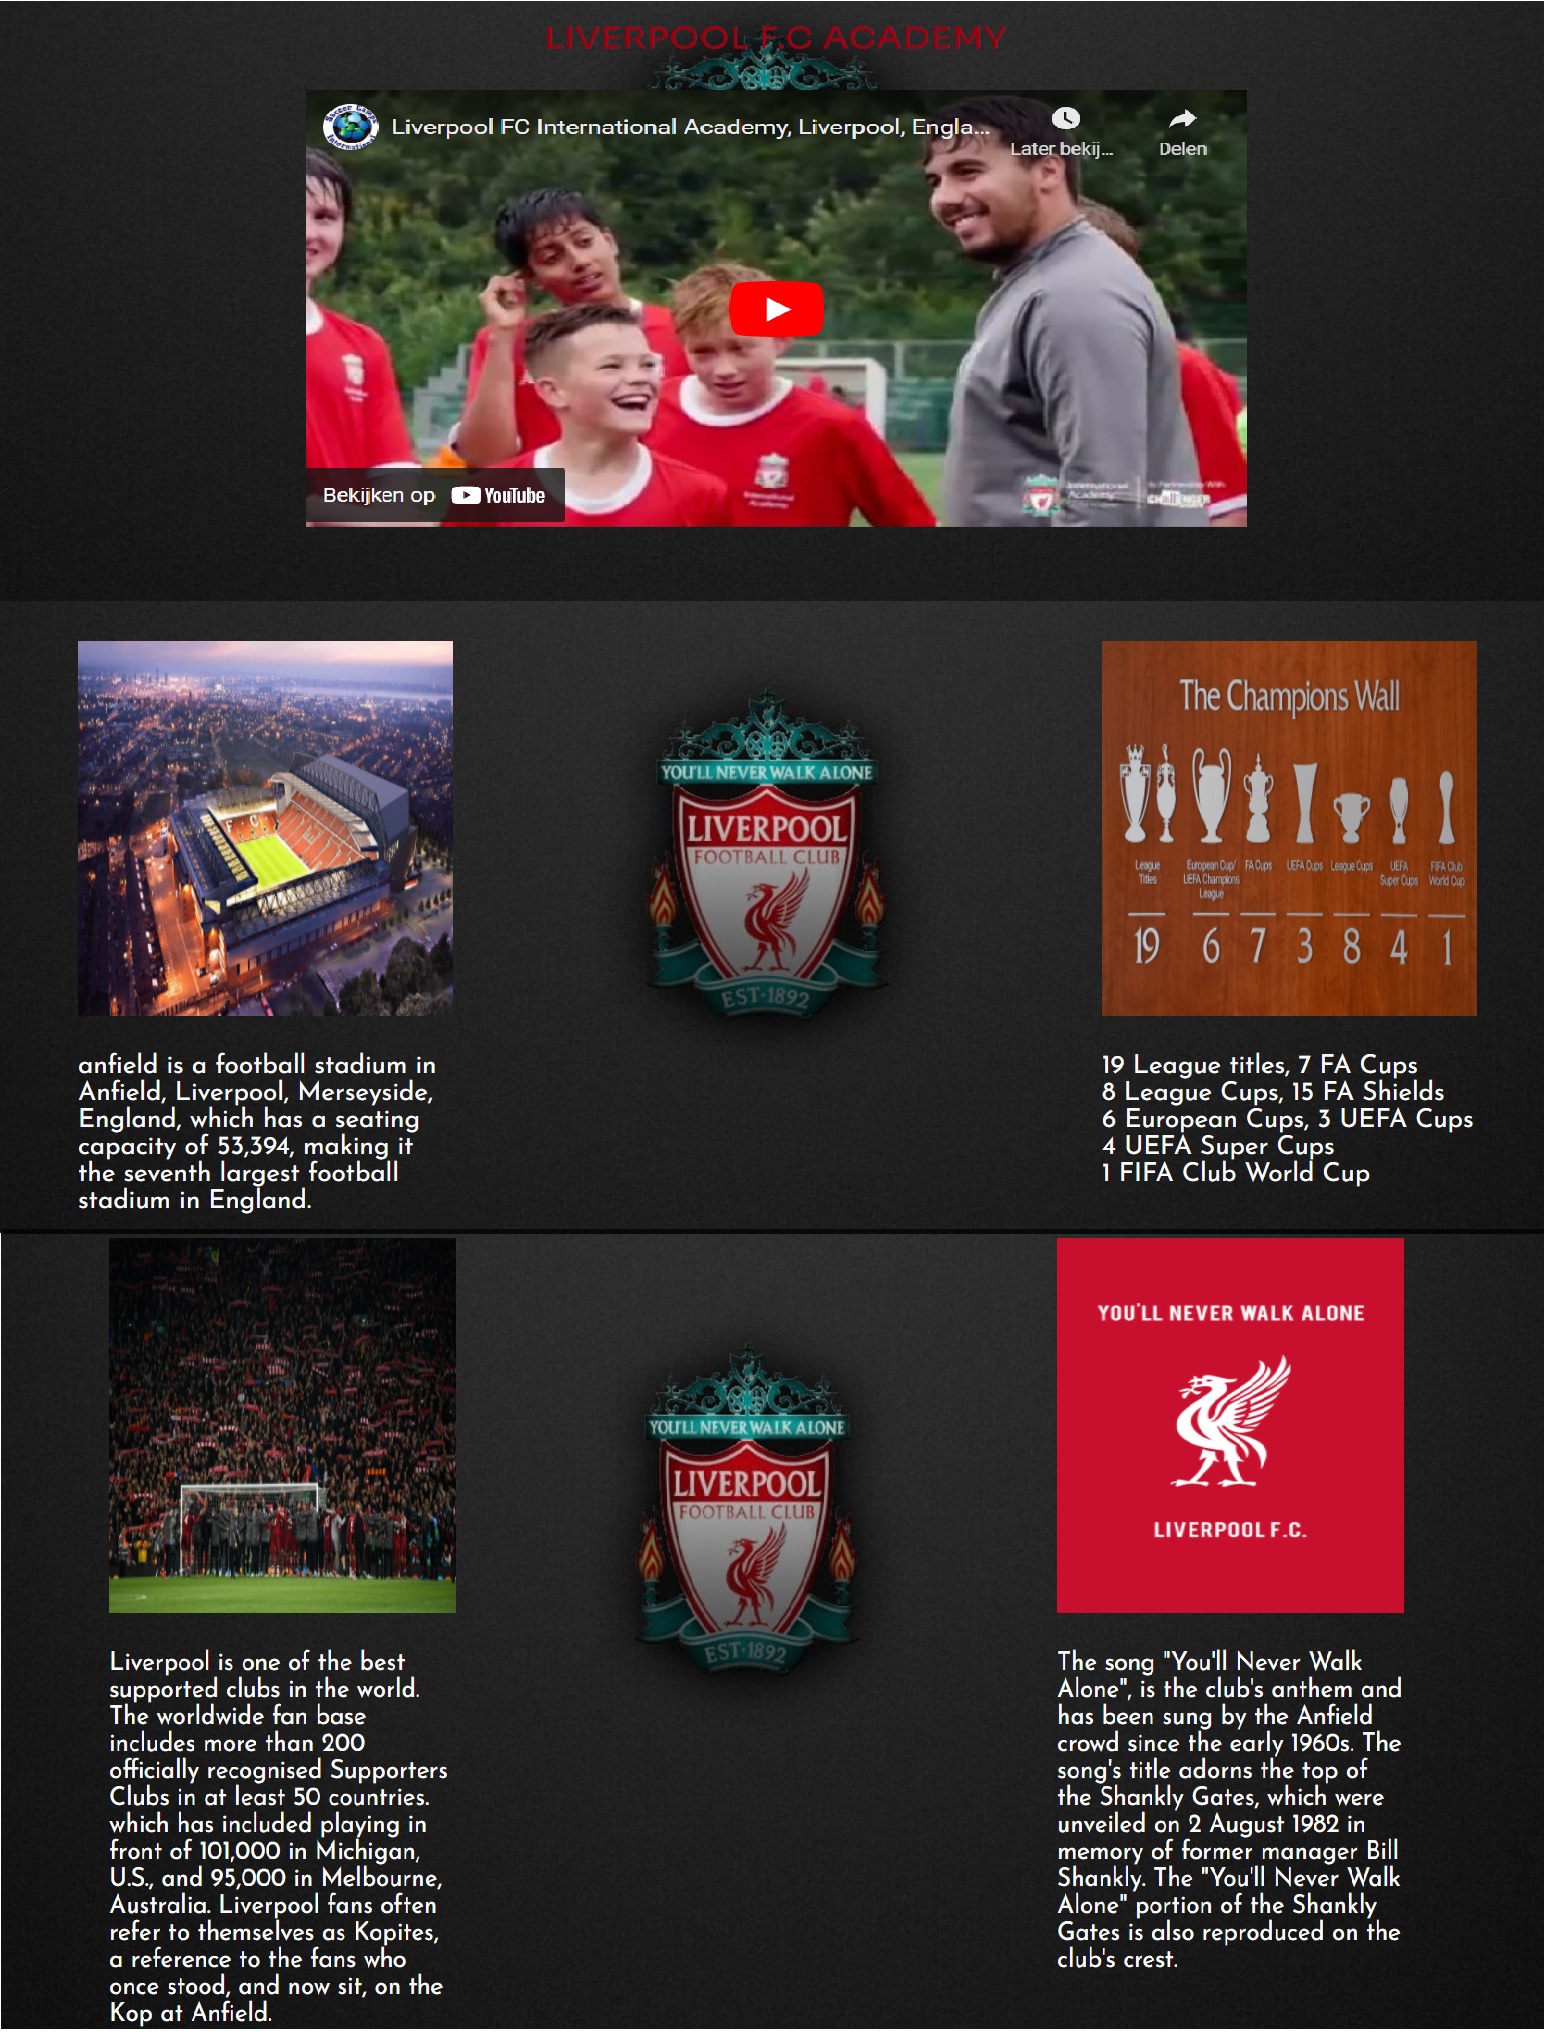 LIVERPOOL F.C ACADEMY
Liverpool FC International Academy, Liverpool, Engla...
Later bekij...
Delen
International
Academy
International
Academy
In Partnership With
CHallENGER
Bekijken op YouTube
The Champions Wall
League
Titles
European Cup/
UEFA Champions
League
FA Cups
UEFA Cups
League Cups
UEFA
Super Cups
FIFA Club
World Cup
19 6 7 3 8 4 1
YOU'LL NEVER WALK ALONE
LIVERPOOL
FOOTBALL CLUB
EST·1892
F. C.
anfield is a football stadium in
Anfield, Liverpool, Merseyside,
England, which has a seating
capacity of 53,394, making it
the seventh largest football
stadium in England.
19 League titles, 7 FA Cups
8 League Cups, 15 FA Shields
6 European Cups, 3 UEFA Cups
4 UEFA Super Cups
1 FIFA Club World Cup
YOU'LL NEVER WALK ALONE
LIVERPOOL
FOOTBALL CLUB
EST·1892
YOU'LL NEVER WALK ALONE
LIVERPOOL F.C.
Liverpool is one of the best
supported clubs in the world.
The worldwide fan base
includes more than 200
officially recognised Supporters
Clubs in at least 50 countries.
which has included playing in
front of 101,000 in Michigan,
U.S., and 95,000 in Melbourne,
Australia. Liverpool fans often
refer to themselves as Kopites,
a reference to the fans who
once stood, and now sit, on the
Kop at Anfield.
The song "You'll Never Walk
Alone", is the club's anthem and
has been sung by the Anfield
crowd since the early 1960s. The
song's title adorns the top of
the Shankly Gates, which were
unveiled on 2 August 1982 in
memory of former manager Bill
Shankly. The "You'll Never Walk
Alone" portion of the Shankly
Gates is also reproduced on the
club's crest.